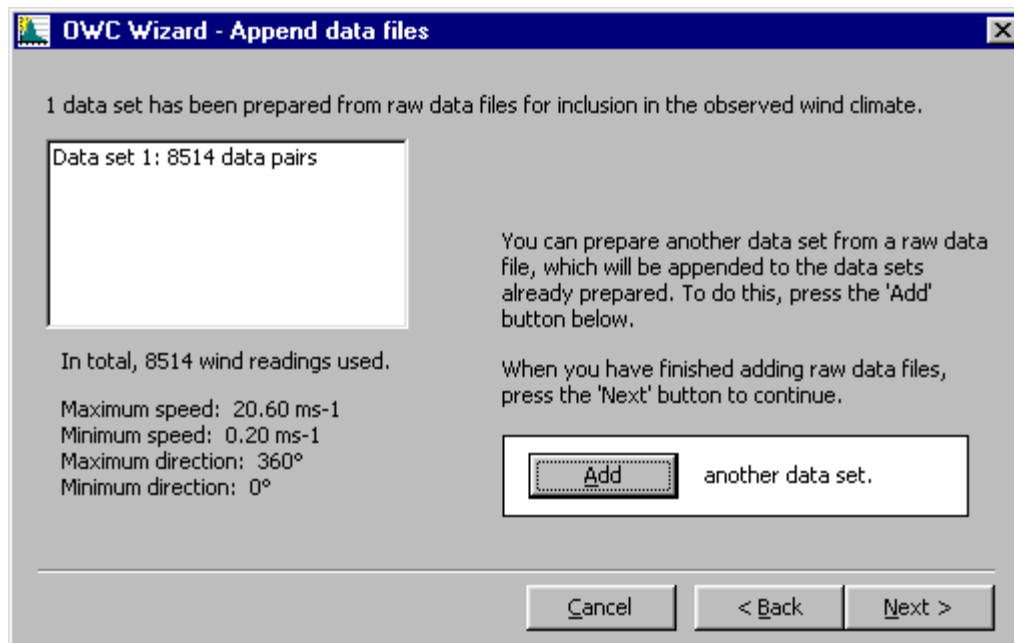 OWC Wizard - Append data files
1 data set has been prepared from raw data files for inclusion in the observed wind climate.
Data set 1: 8514 data pairs
In total, 8514 wind readings used.
Maximum speed: 20.60 ms-1
Minimum speed: 0.20 ms-1
Maximum direction: 360°
Minimum direction: 0°
You can prepare another data set from a raw data
file, which will be appended to the data sets
already prepared. To do this, press the 'Add'
button below.
When you have finished adding raw data files,
press the 'Next' button to continue.
Add another data set.
Cancel < Back Next >